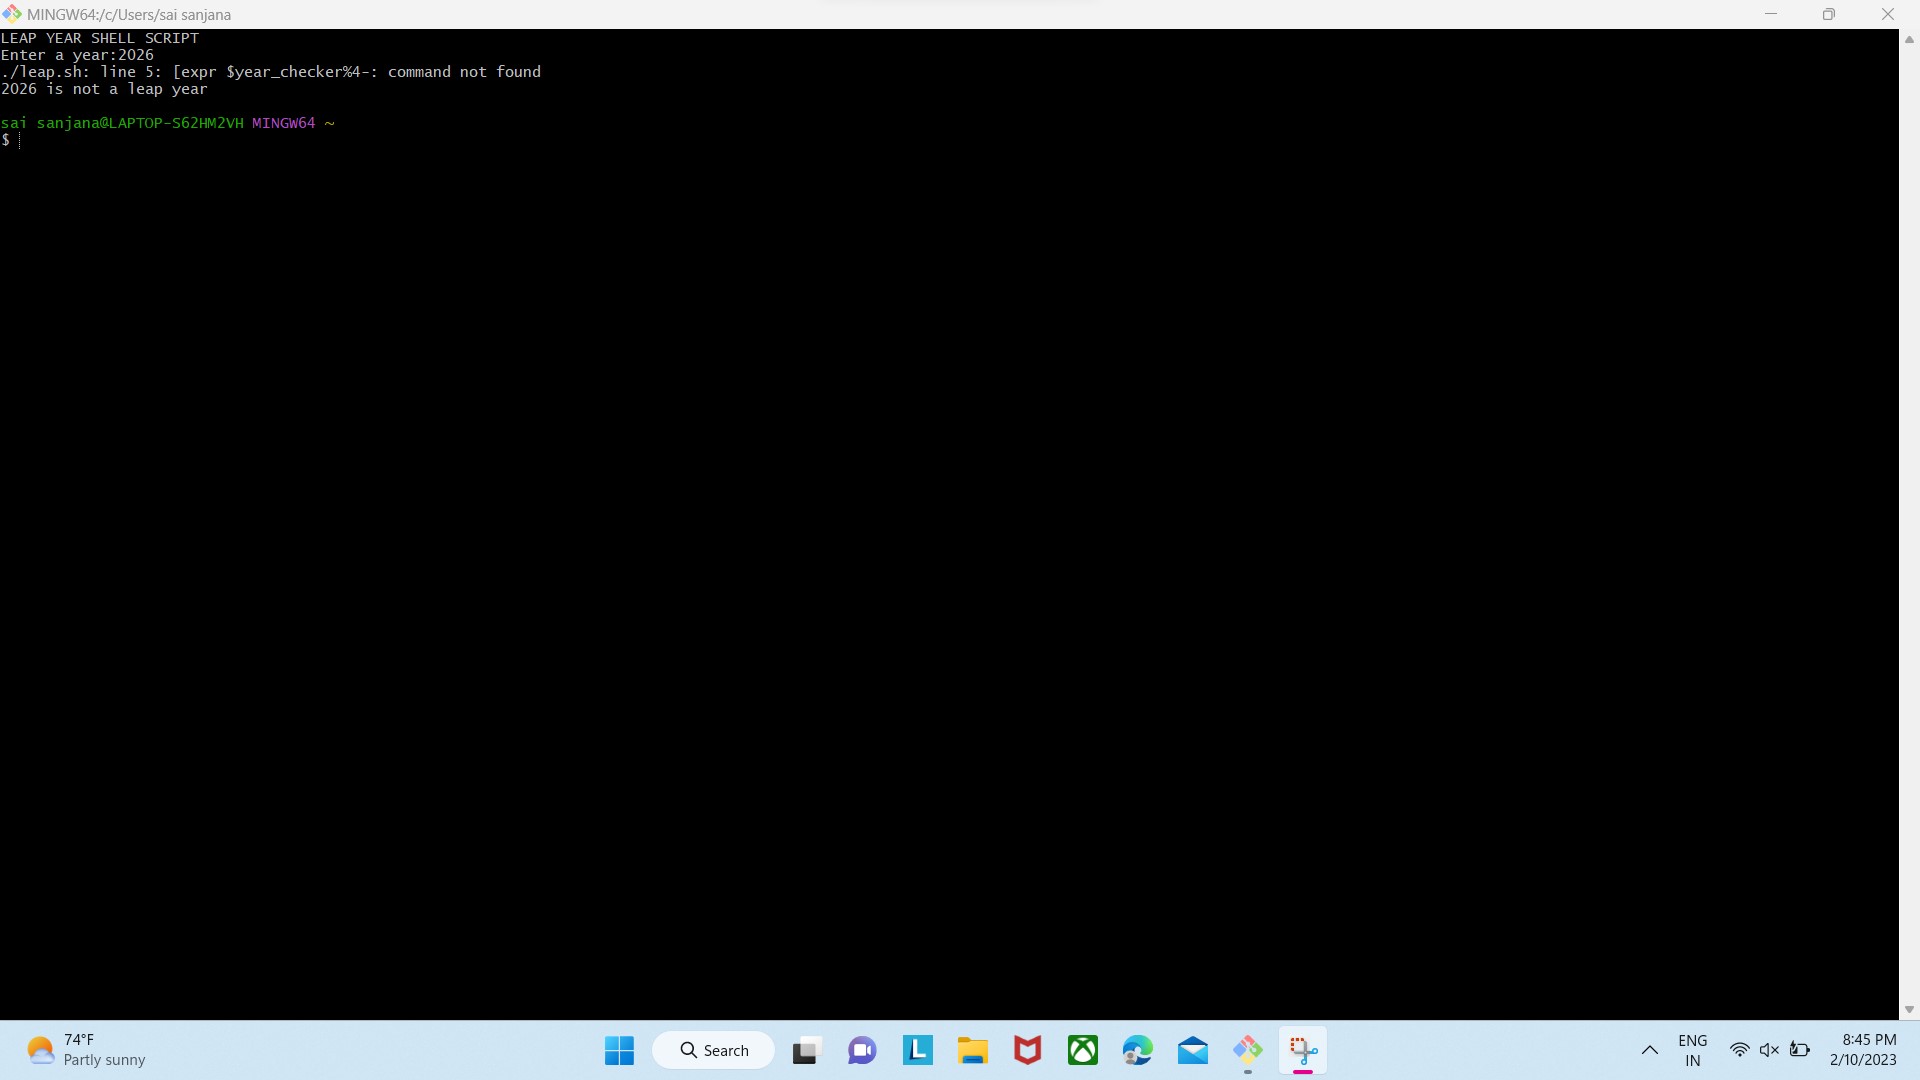 MINGW64:/c/Users/sai sanjana
LEAP YEAR SHELL SCRIPT
Enter a year:2026
./leap.sh: line 5: [expr $year_checker%4-: command not found
2026 is not a leap year
sai sanjana@LAPTOP-S62HM2VH MINGW64 ~
$
74°F
Partly sunny
Search
L
ENG
IN
8:45 PM
2/10/2023